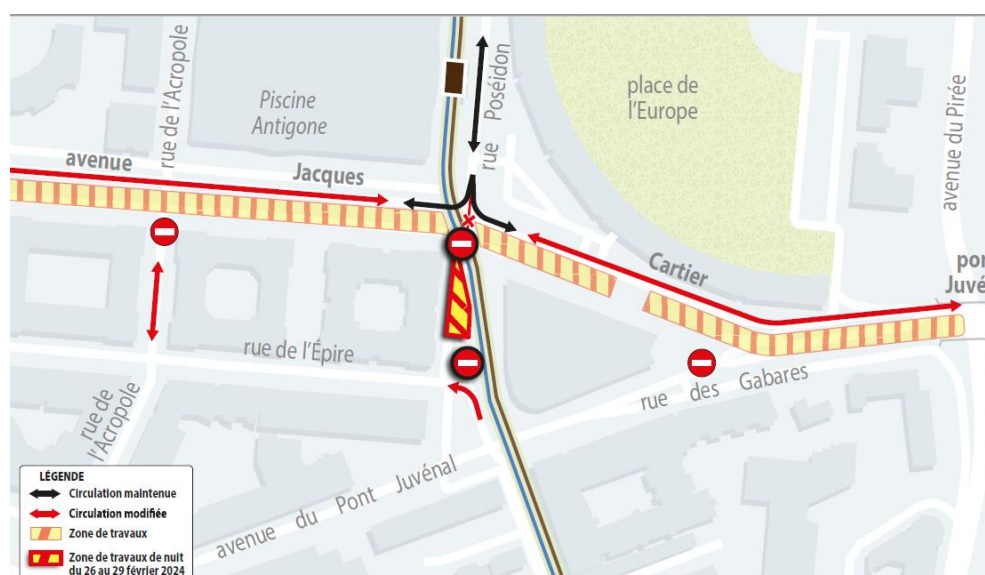 rue de l'Acropole
Piscine
Antigone
rue Poséidon
place de
l'Europe
avenue du Pirée
avenue Jacques Cartier
pon
Juvé
rue de l'Épire
rue de
l'Acropole
rue des Gabares
avenue du Pont Juvénal
LÉGENDE
Circulation maintenue
Circulation modifiée
Zone de travaux
Zone de travaux de nuit
du 26 au 29 février 2024